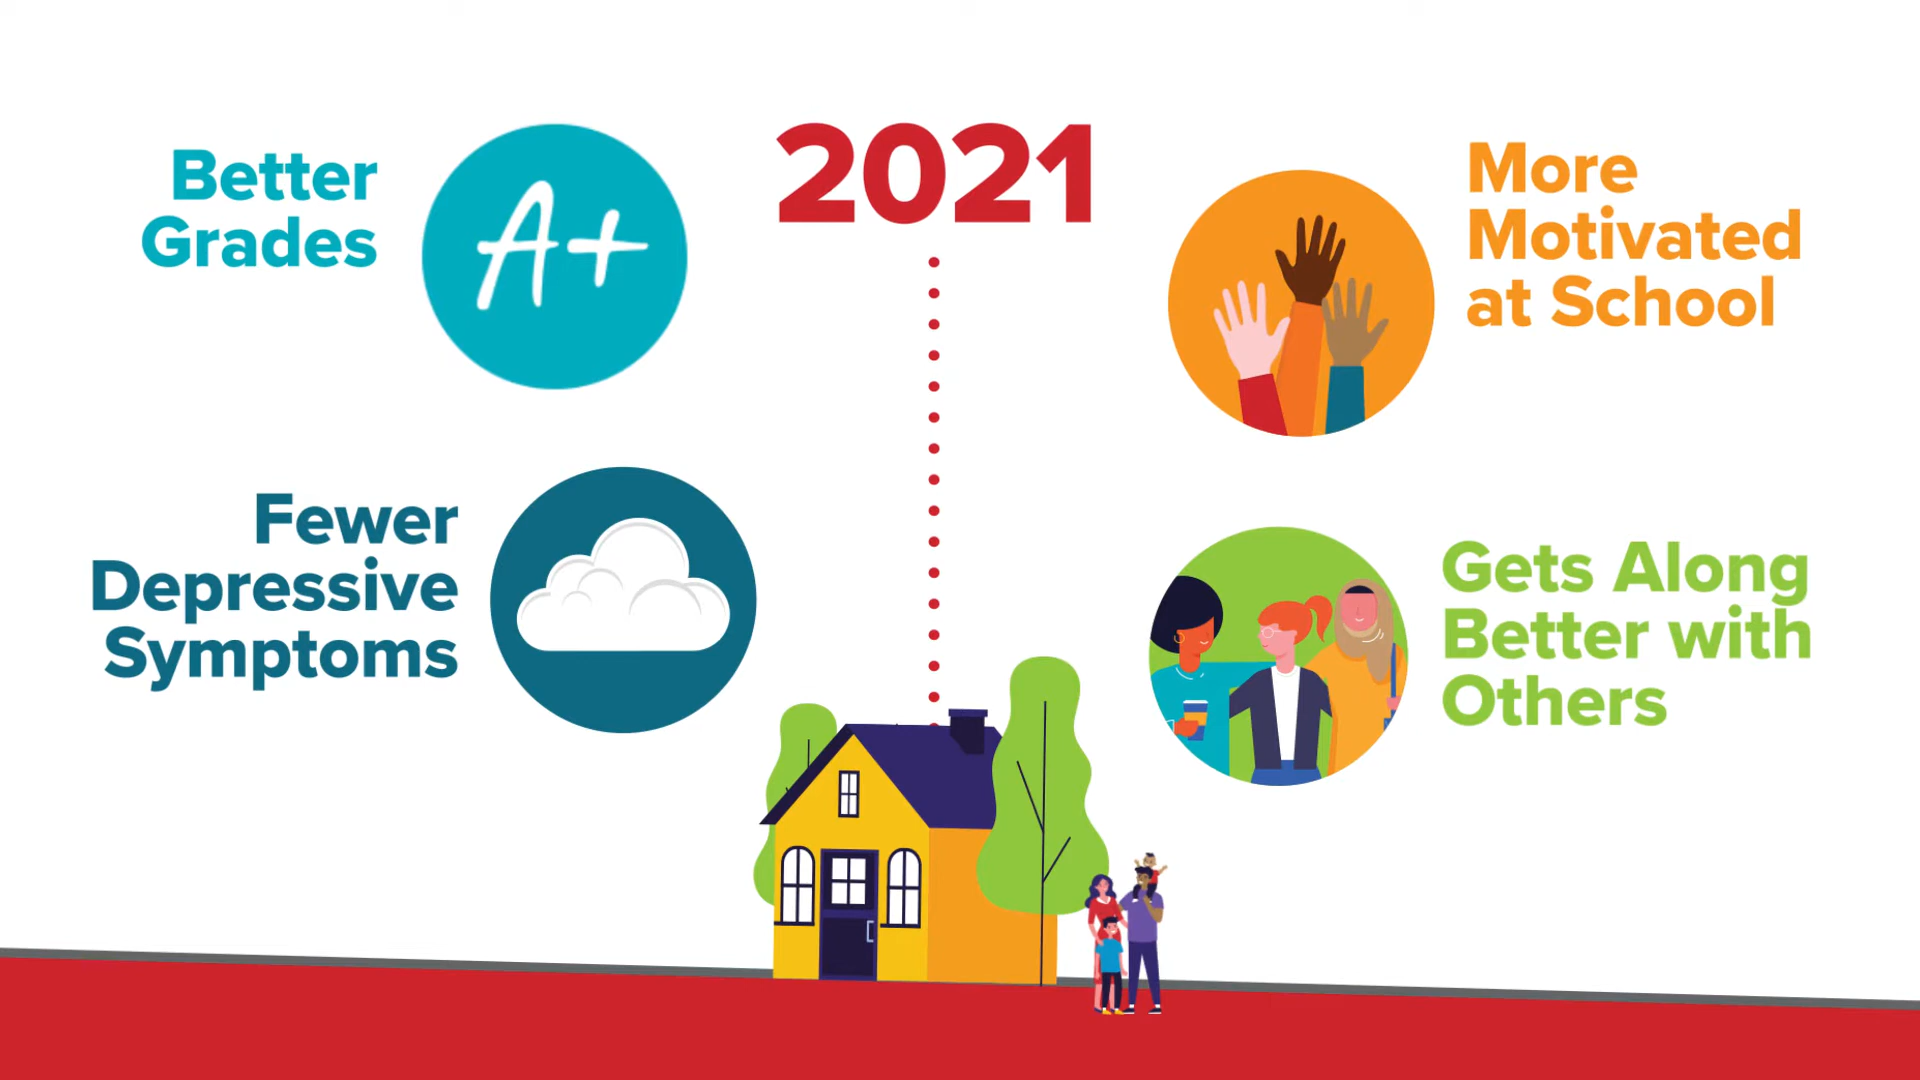 Better
Grades
A+
2021
More
Motivated
at School
Fewer
Depressive
Symptoms
Gets Along
Better with
Others